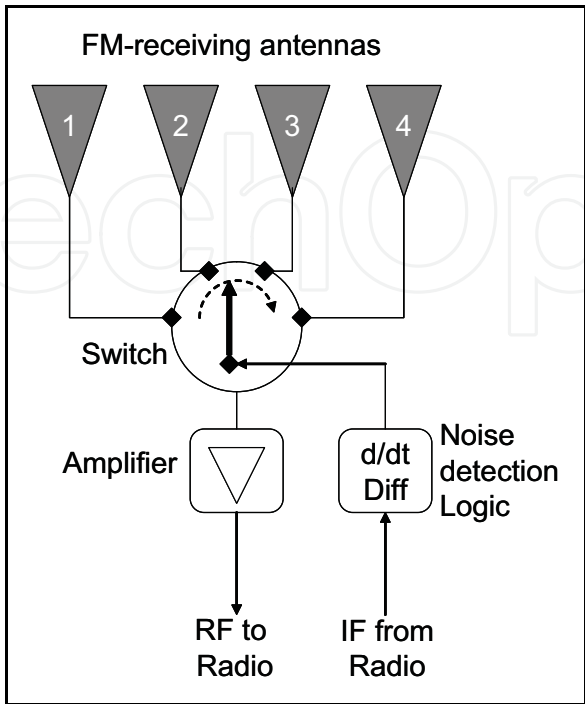 FM-receiving antennas
1 2 3 4
Switch
Amplifier
d/dt
Diff
Noise
detection
Logic
RF to
Radio
IF from
Radio